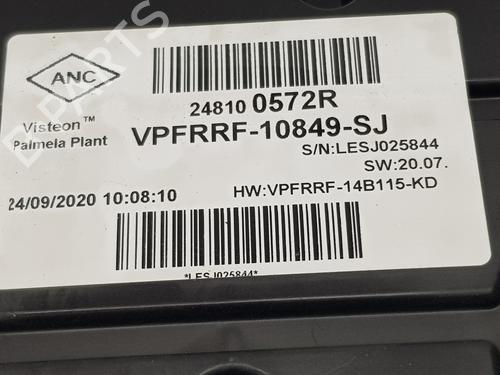 ANC
24810 0572R
Visteon™
Palmela Plant
VPFRRF-10849-SJ
S/N:LESJ025844
SW:20.07.
24/09/2020 10:08:10
HW:VPFRRF-14B115-KD
*LESJ025844*